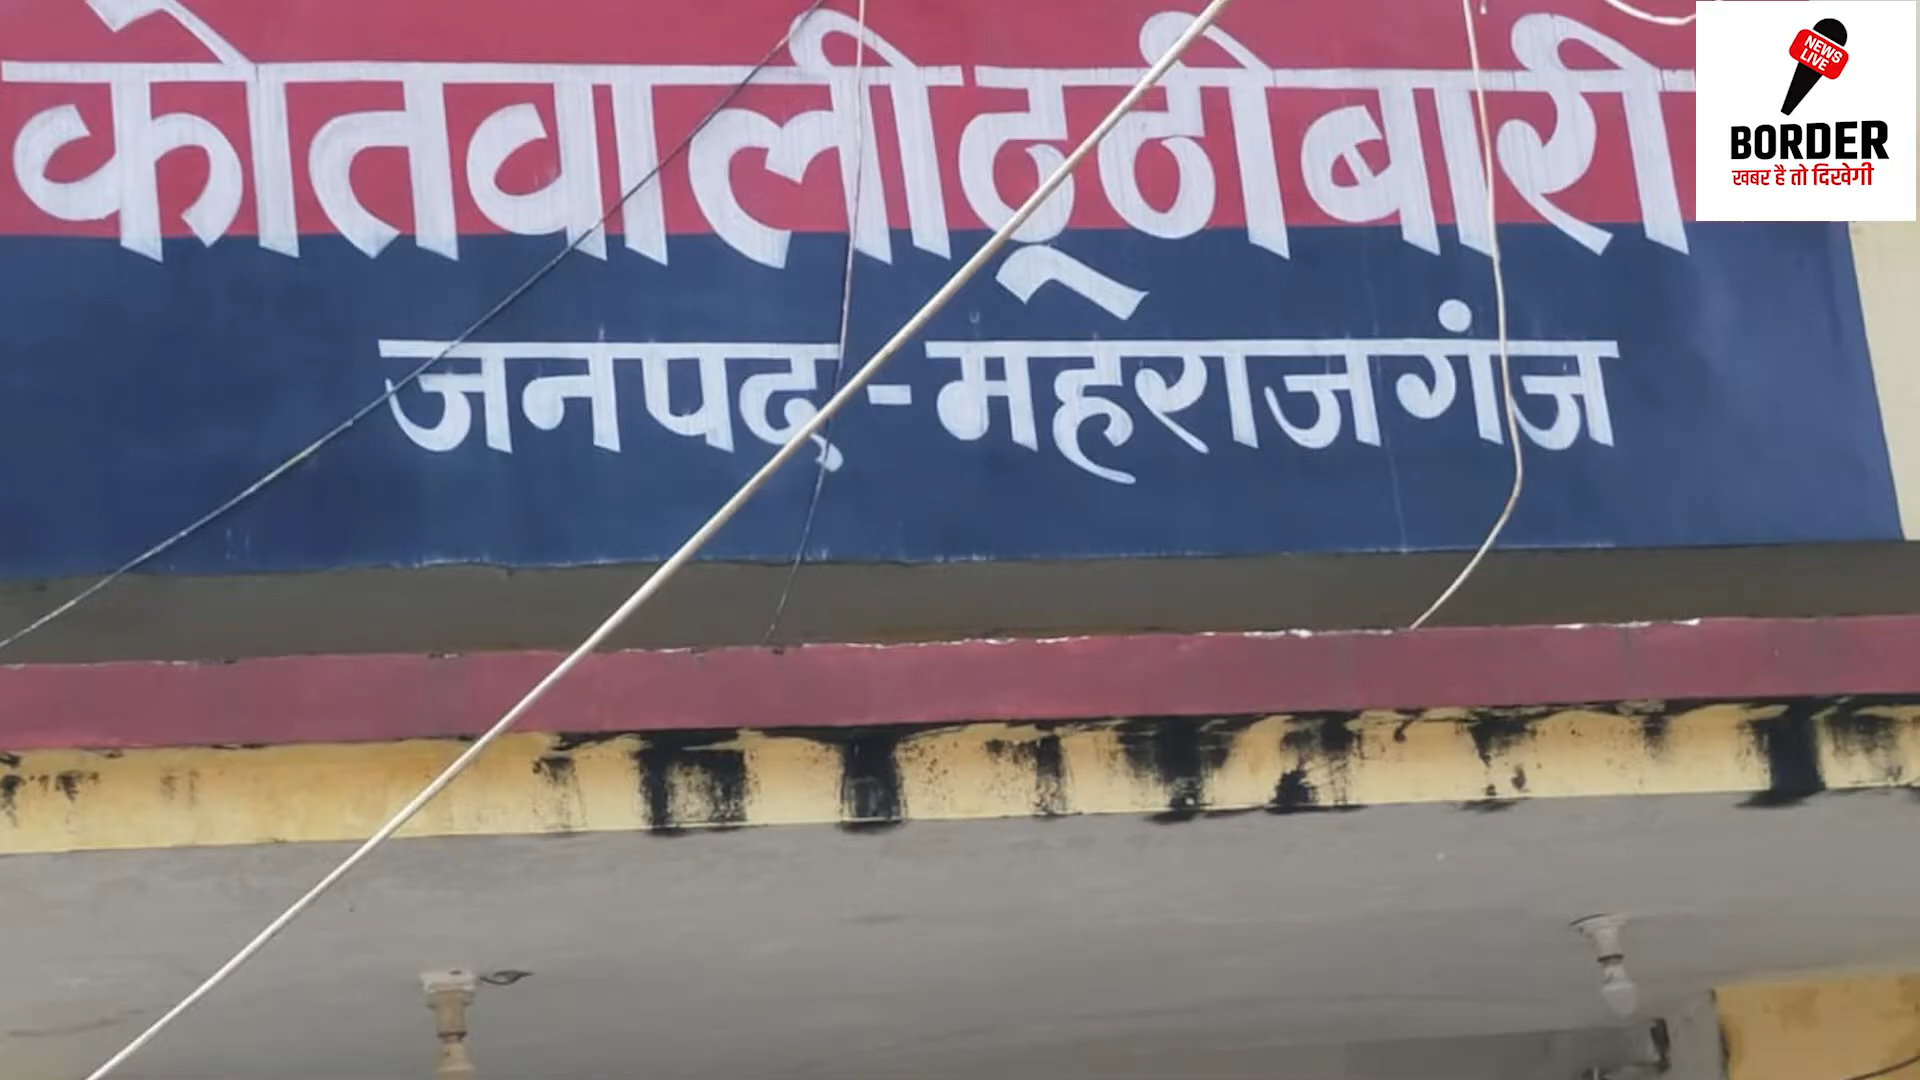 कोतवाली ठूठीबारी
जनपद-महराजगंज
NEWS
LIVE
BORDER
खबर है तो दिखेगी